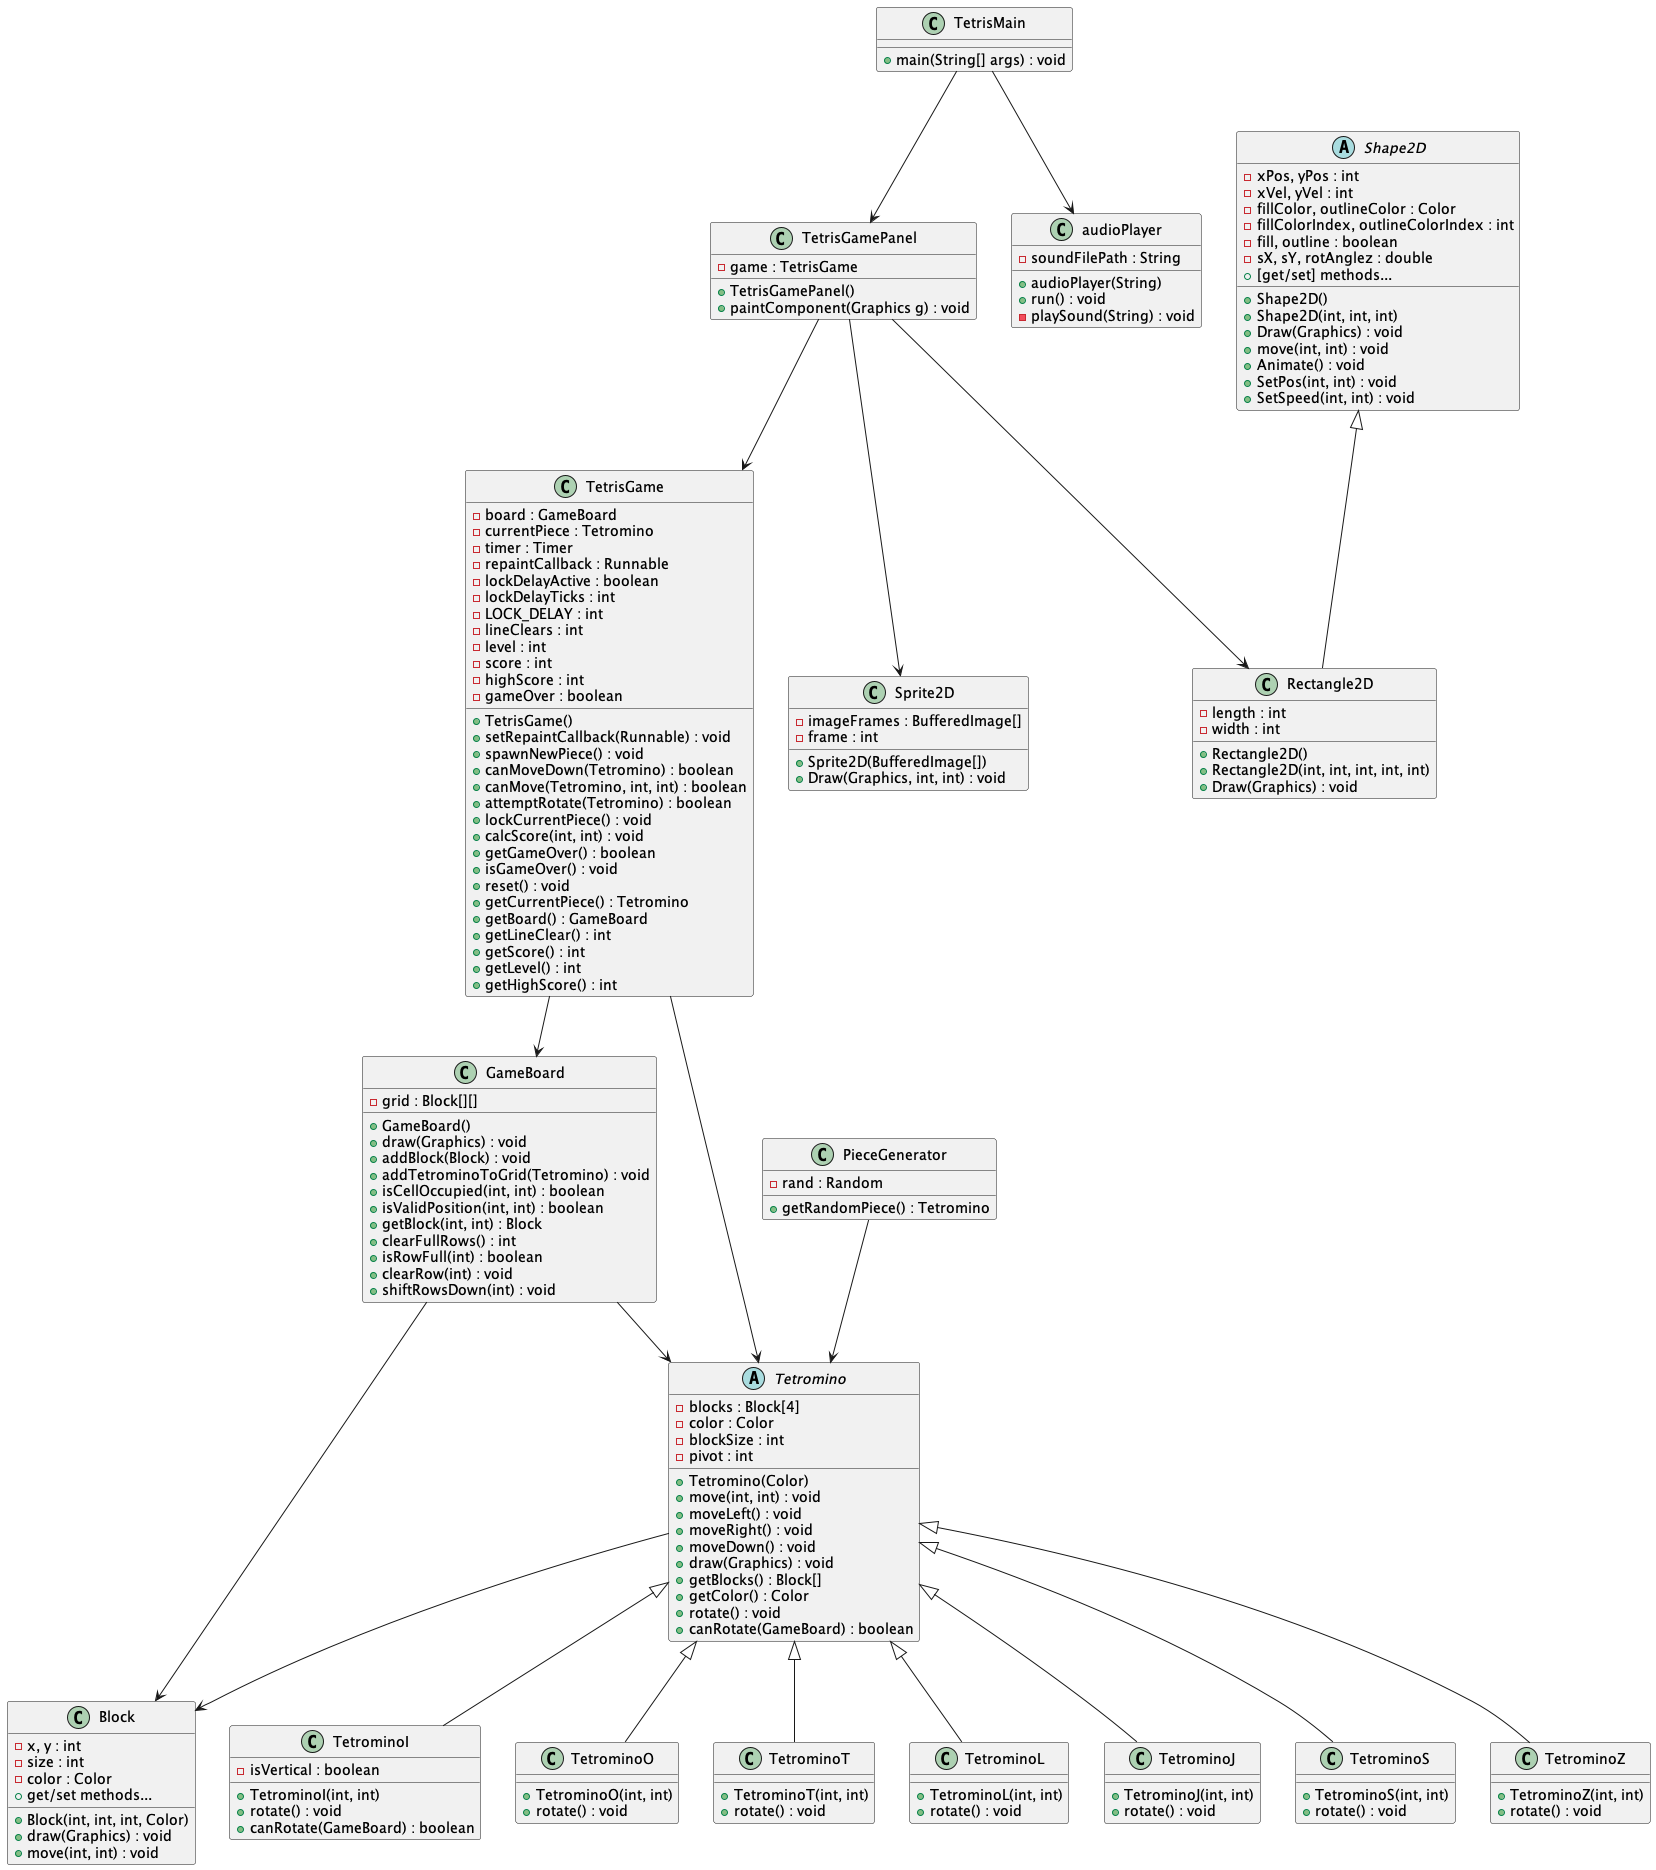 C TetrisMain
main(String[] args) : void
A Shape2D
xPos, yPos : int
xVel, yVel : int
fillColor, outlineColor : Color
fillColorIndex, outlineColorIndex : int
fill, outline : boolean
sX, sY, rotAnglez : double
[get/set] methods...
Shape2D()
Shape2D(int, int, int)
Draw(Graphics) : void
move(int, int) : void
Animate() : void
SetPos(int, int) : void
SetSpeed(int, int) : void
C TetrisGamePanel
game : TetrisGame
TetrisGamePanel()
paintComponent(Graphics g) : void
C audioPlayer
soundFilePath : String
audioPlayer(String)
run() : void
playSound(String) : void
C TetrisGame
board : GameBoard
currentPiece : Tetromino
timer : Timer
repaintCallback : Runnable
lockDelayActive : boolean
lockDelayTicks : int
LOCK_DELAY : int
lineClears : int
level : int
score : int
highScore : int
gameOver : boolean
TetrisGame()
setRepaintCallback(Runnable) : void
spawnNewPiece() : void
canMoveDown(Tetromino) : boolean
canMove(Tetromino, int, int) : boolean
attemptRotate(Tetromino) : boolean
lockCurrentPiece() : void
calcScore(int, int) : void
getGameOver() : boolean
isGameOver() : void
reset() : void
getCurrentPiece() : Tetromino
getBoard() : GameBoard
getLineClear() : int
getScore() : int
getLevel() : int
getHighScore() : int
C Sprite2D
imageFrames : BufferedImage[]
frame : int
Sprite2D(BufferedImage[])
Draw(Graphics, int, int) : void
C Rectangle2D
length : int
width : int
Rectangle2D()
Rectangle2D(int, int, int, int, int)
Draw(Graphics) : void
C GameBoard
grid : Block[][]
GameBoard()
draw(Graphics) : void
addBlock(Block) : void
addTetrominoToGrid(Tetromino) : void
isCellOccupied(int, int) : boolean
isValidPosition(int, int) : boolean
getBlock(int, int) : Block
clearFullRows() : int
isRowFull(int) : boolean
clearRow(int) : void
shiftRowsDown(int) : void
C PieceGenerator
rand : Random
getRandomPiece() : Tetromino
A Tetromino
blocks : Block[4]
color : Color
blockSize : int
pivot : int
Tetromino(Color)
move(int, int) : void
moveLeft() : void
moveRight() : void
moveDown() : void
draw(Graphics) : void
getBlocks() : Block[]
getColor() : Color
rotate() : void
canRotate(GameBoard) : boolean
C Block
x, y : int
size : int
color : Color
get/set methods...
Block(int, int, int, Color)
draw(Graphics) : void
move(int, int) : void
C TetrominoI
isVertical : boolean
TetrominoI(int, int)
rotate() : void
canRotate(GameBoard) : boolean
C TetrominoO
TetrominoO(int, int)
rotate() : void
C TetrominoT
TetrominoT(int, int)
rotate() : void
C TetrominoL
TetrominoL(int, int)
rotate() : void
C TetrominoJ
TetrominoJ(int, int)
rotate() : void
C TetrominoS
TetrominoS(int, int)
rotate() : void
C TetrominoZ
TetrominoZ(int, int)
rotate() : void